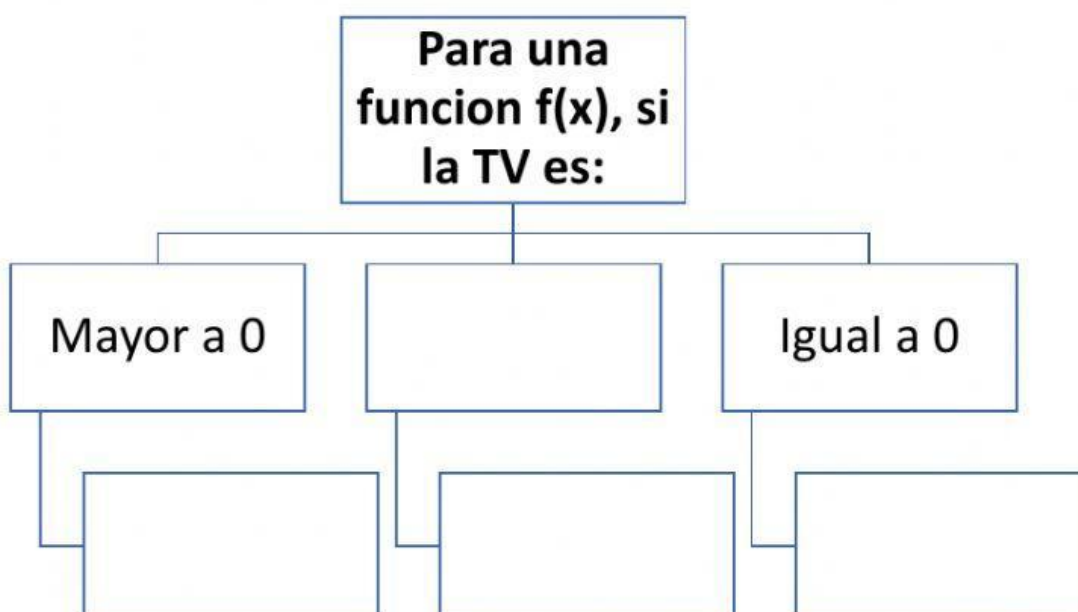 Para una
funcion f(x), si
la TV es:
Mayor a 0
Igual a 0